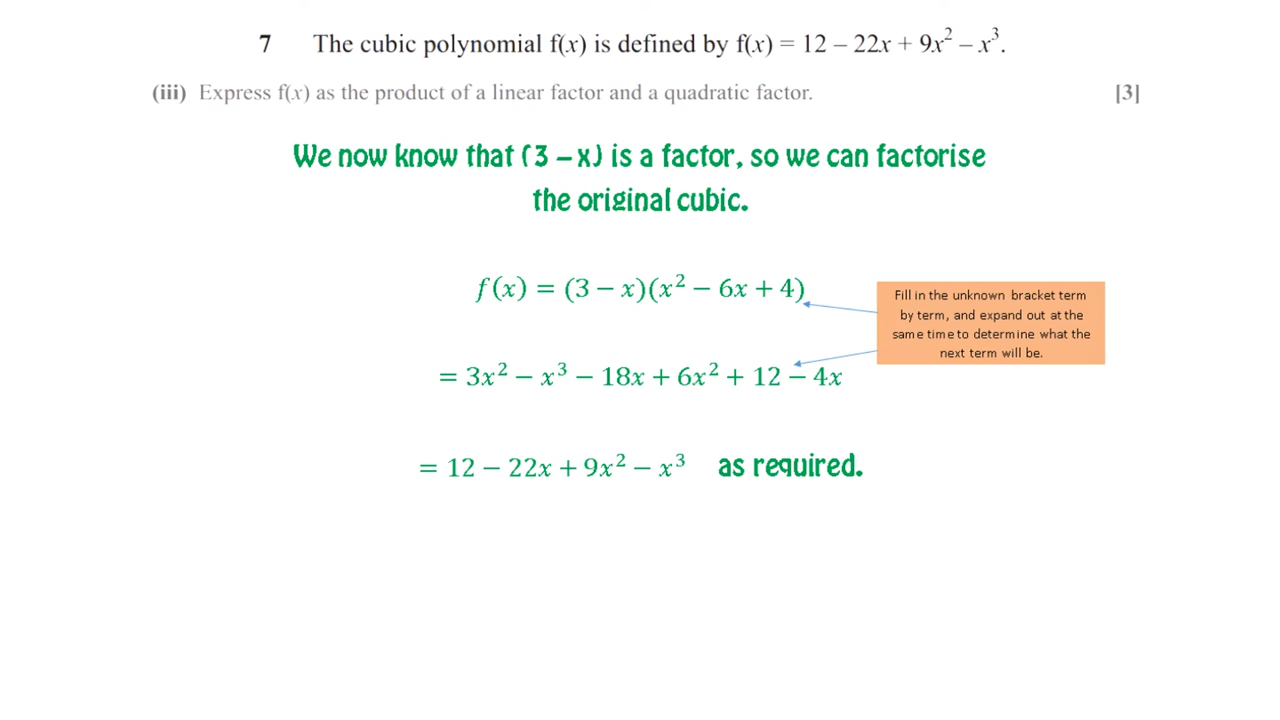 7 The cubic polynomial f(x) is defined by f(x) = 12 – 22x + 9x² – x³.
(iii) Express f(x) as the product of a linear factor and a quadratic factor. [3]
We now know that (3 – x) is a factor, so we can factorise
the original cubic.
f(x) = (3 − x)(x² − 6x + 4)
Fill in the unknown bracket term
by term, and expand out at the
same time to determine what the
next term will be.
= 3x² − x³ − 18x + 6x² + 12 − 4x
= 12 − 22x + 9x² − x³ as required.